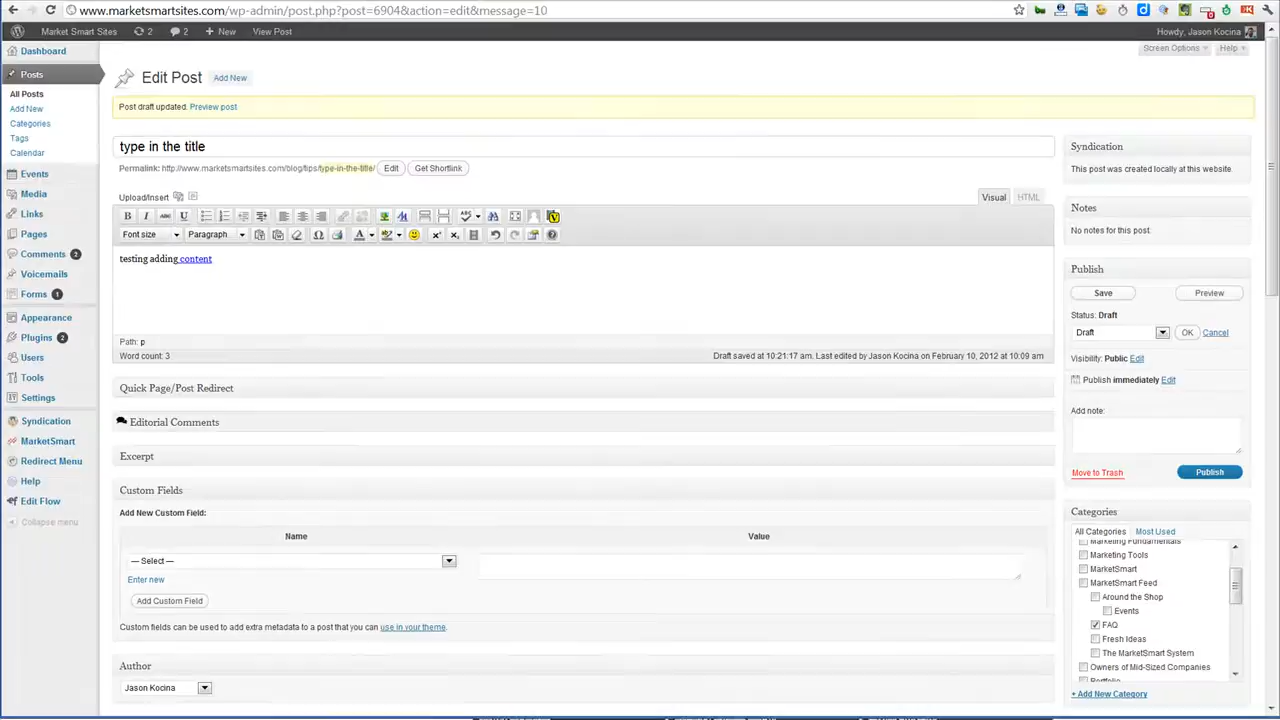 www.marketsmartsites.com/wp-admin/post.php?post=6904&action=edit&message=10
Market Smart Sites 2 2 New View Post Howdy, Jason Kocina
Screen Options Help
Dashboard
Posts
All Posts
Add New
Categories
Tags
Calendar
Events
Media
Links
Pages
Comments 2
Voicemails
Forms 1
Appearance
Plugins 2
Users
Tools
Settings
Syndication
MarketSmart
Redirect Menu
Help
Edit Flow
Collapse menu
Edit Post Add New
Post draft updated. Preview post
type in the title
Permalink: http://www.marketsmartsites.com/blog/tips/type-in-the-title/ Edit Get Shortlink
Upload/Insert Visual HTML
B I ABC U ABC
Font size Paragraph Ω A
testing adding content
Path: p
Word count: 3 Draft saved at 10:21:17 am. Last edited by Jason Kocina on February 10, 2012 at 10:09 am
Quick Page/Post Redirect
Editorial Comments
Excerpt
Custom Fields
Add New Custom Field:
Name Value
— Select —
Enter new
Add Custom Field
Custom fields can be used to add extra metadata to a post that you can use in your theme.
Author
Jason Kocina
Syndication
This post was created locally at this website.
Notes
No notes for this post.
Publish
Save Preview
Status: Draft
Draft OK Cancel
Visibility: Public Edit
Publish immediately Edit
Add note:
Move to Trash Publish
Categories
All Categories Most Used
Marketing Fundamentals
Marketing Tools
MarketSmart
MarketSmart Feed
Around the Shop
Events
FAQ
Fresh Ideas
The MarketSmart System
Owners of Mid-Sized Companies
Portfolio
+ Add New Category